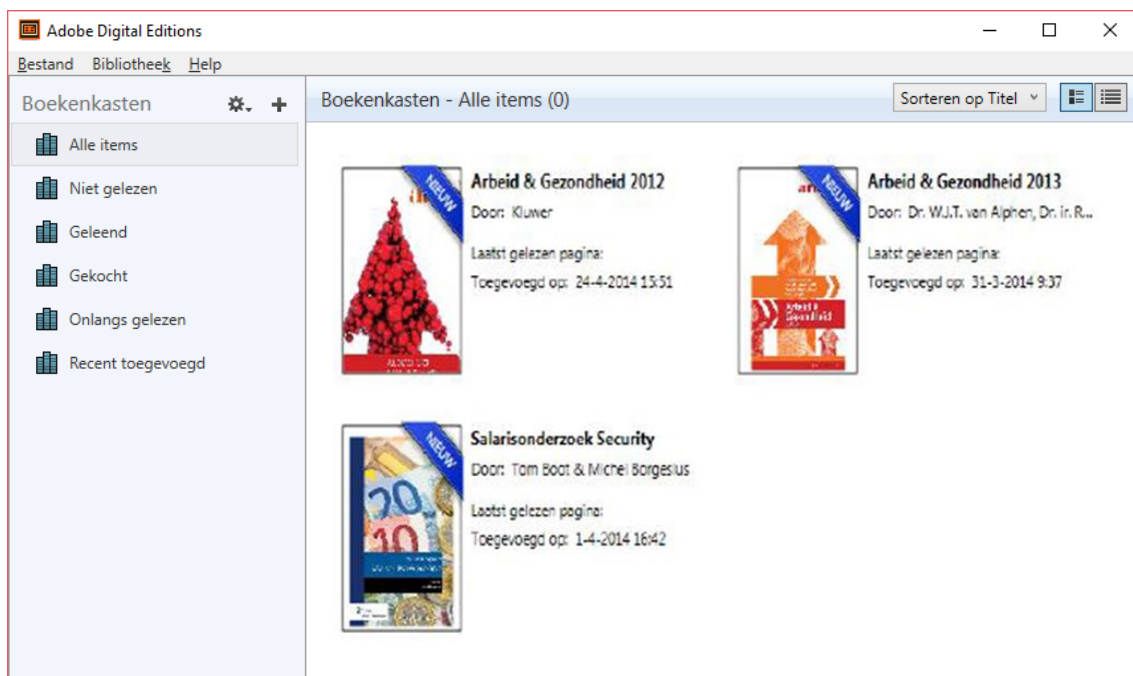 Adobe Digital Editions
Bestand Bibliotheek Help
Boekenkasten
Alle items
Niet gelezen
Geleend
Gekocht
Onlangs gelezen
Recent toegevoegd
Boekenkasten - Alle items (0)
Sorteren op Titel
NIEUW
Arbeid & Gezondheid 2012
Door: Kluwer
Laatst gelezen pagina:
Toegevoegd op: 24-4-2014 15:51
NIEUW
Arbeid & Gezondheid 2013
Door: Dr. W.J.T. van Alphen, Dr. ir. R...
Laatst gelezen pagina:
Toegevoegd op: 31-3-2014 9:37
Arbeid &
Gezondheid
NIEUW
Salarisonderzoek Security
Door: Tom Boot & Michel Borgesius
Laatst gelezen pagina:
Toegevoegd op: 1-4-2014 16:42
20
10